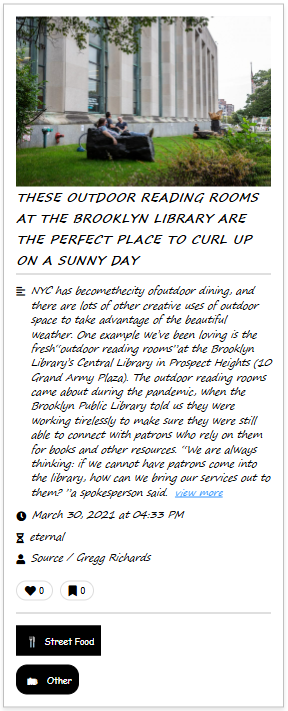 THESE OUTDOOR READING ROOMS
AT THE BROOKLYN LIBRARY ARE
THE PERFECT PLACE TO CURL UP
ON A SUNNY DAY
NYC has becomethecity ofoutdoor dining, and
there are lots of other creative uses of outdoor
space to take advantage of the beautiful
weather. One example we've been loving is the
fresh"outdoor reading rooms"at the Brooklyn
Library's Central Library in Prospect Heights (10
Grand Army Plaza). The outdoor reading rooms
came about during the pandemic, when the
Brooklyn Public Library told us they were
working tirelessly to make sure they were still
able to connect with patrons who rely on them
for books and other resources. "We are always
thinking: if we cannot have patrons come into
the library, how can we bring our services out to
them? "a spokesperson said. view more
March 30, 2021 at 04:33 PM
eternal
Source / Gregg Richards
0 0
Street Food
Other